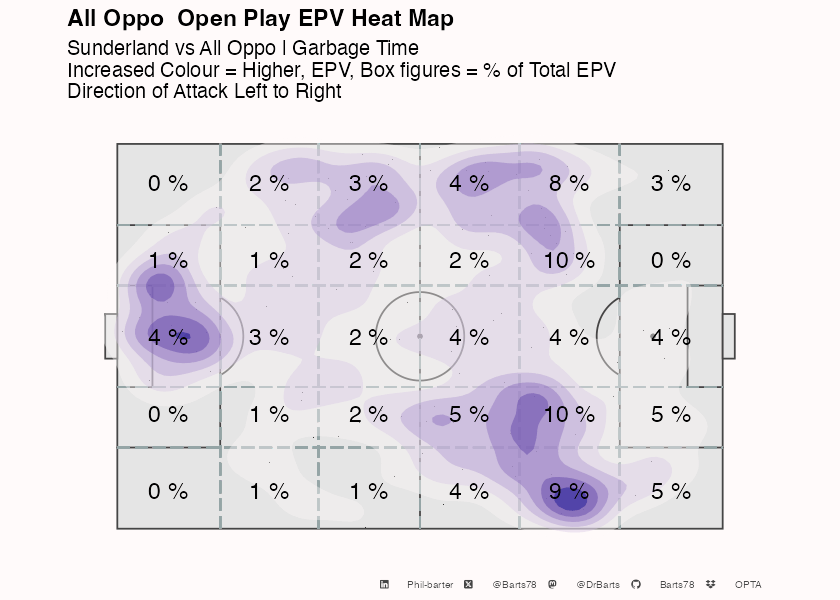 All Oppo  Open Play EPV Heat Map
Sunderland vs All Oppo | Garbage Time
Increased Colour = Higher, EPV, Box figures = % of Total EPV
Direction of Attack Left to Right
0 % 2 % 3 % 4 % 8 % 3 %
1 % 1 % 2 % 2 % 10 % 0 %
4 % 3 % 2 % 4 % 4 % 4 %
0 % 1 % 2 % 5 % 10 % 5 %
0 % 1 % 1 % 4 % 9 % 5 %
Phil-barter @Barts78 @DrBarts Barts78 OPTA